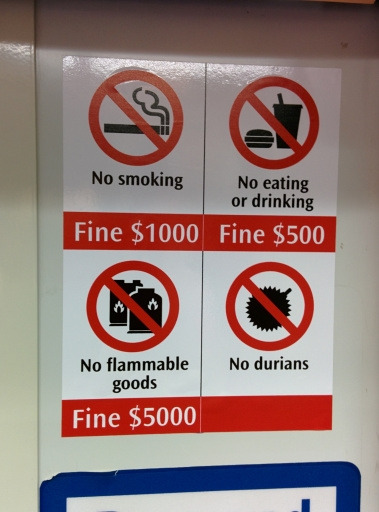 No smoking
No eating
or drinking
Fine $1000
Fine $500
No flammable
goods
No durians
Fine $5000